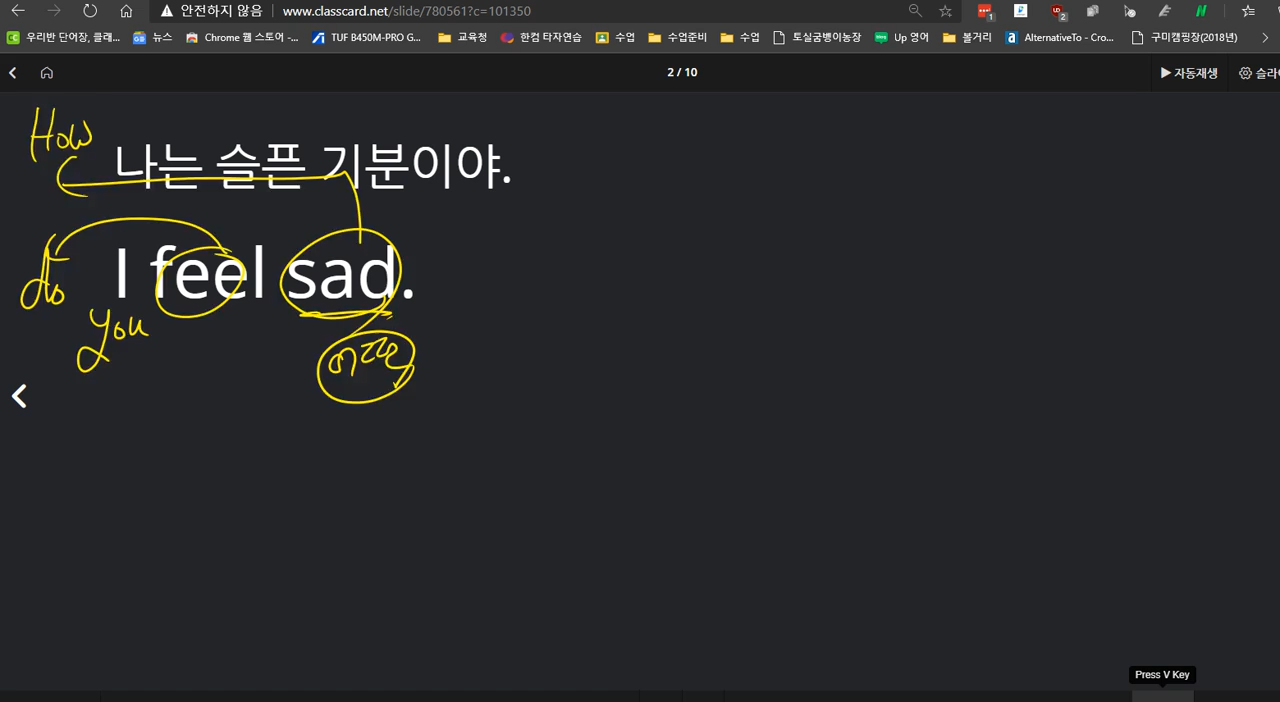 안전하지 않음 www.classcard.net/slide/780561?c=101350
우리반 단어장, 클래... 뉴스 Chrome 웹 스토어 -... TUF B450M-PRO G... 교육청 한컴 타자연습 수업 수업준비 수업 토실굼벵이농장 Up 영어 볼거리 AlternativeTo - Cro... 구미캠핑장(2018년)
2 / 10 자동재생 슬라
How
나는 슬픈 기분이야.
do I feel sad.
you
Press V Key